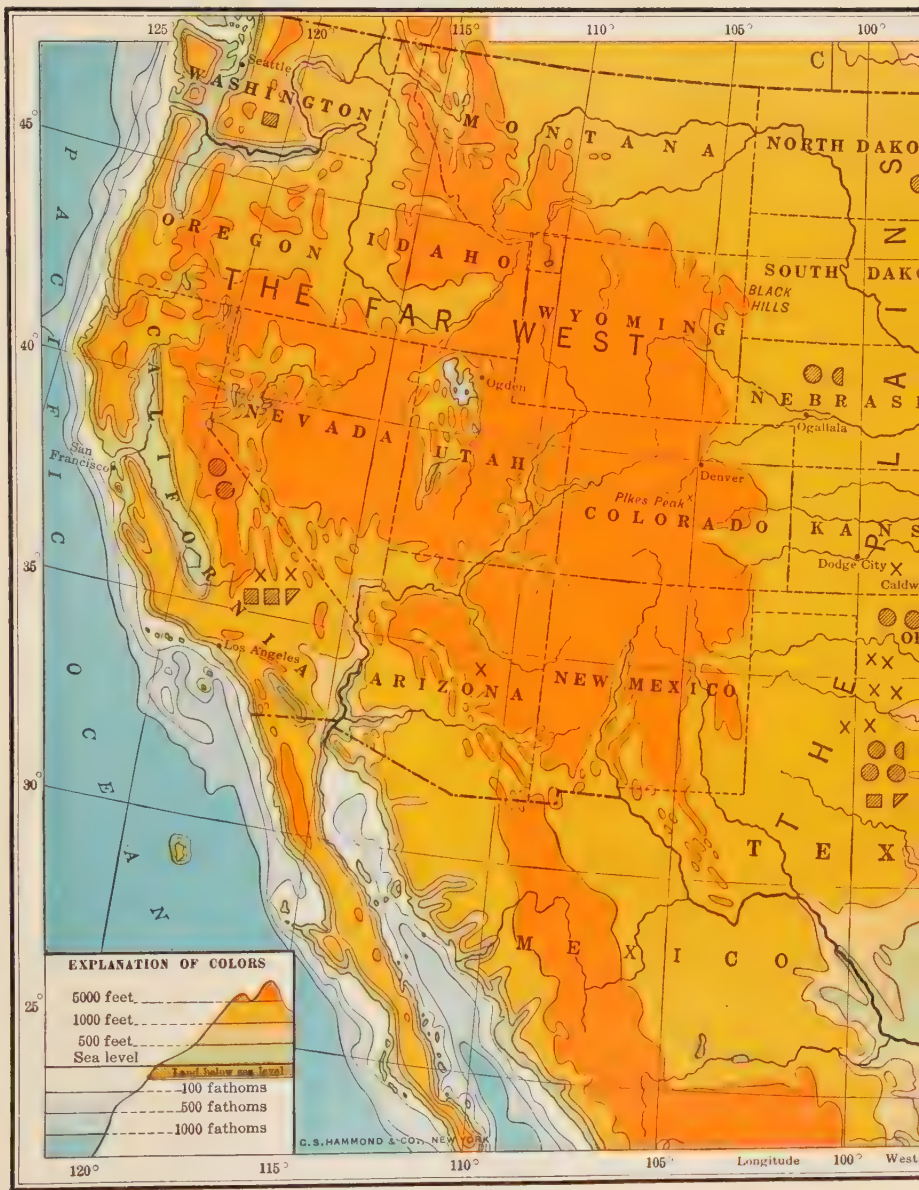 125° 120° 115° 110° 105° 100°
C
Seattle
WASHINGTON
MONTANA
NORTH DAKO
45°
OREGON
IDAHO
SOUTH DAKO
BLACK HILLS
THE FAR WEST
WYOMING
40°
CALIFORNIA
Ogden
NEBRAS
Ogallala
NEVADA
UTAH
San
Francisco
Denver
Pikes Peak ×
COLORADO
KANS
Dodge City
Caldw
35°
Los Angeles
ARIZONA
NEW MEXICO
THE PLAINS
PACIFIC OCEAN
30°
TEX
MEXICO
25°
EXPLANATION OF COLORS
5000 feet
1000 feet
500 feet
Sea level
Land below sea level
100 fathoms
500 fathoms
1000 fathoms
C.S. HAMMOND & CO., NEW YORK
120° 115° 110° 105° Longitude 100° West